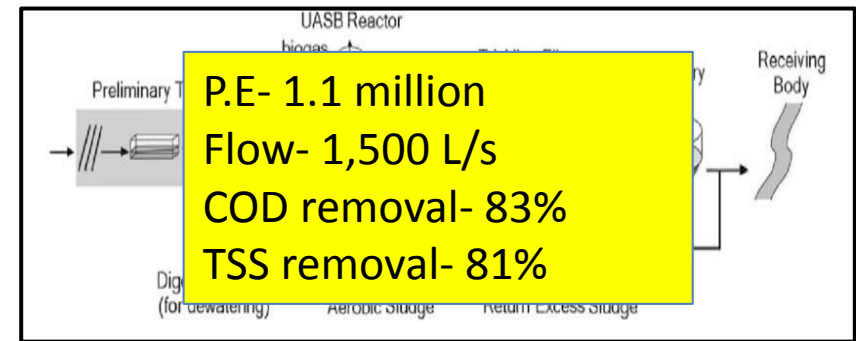 UASB Reactor
biogas
Receiving
Body
Preliminary T
P.E- 1.1 million
Flow- 1,500 L/s
COD removal- 83%
TSS removal- 81%
Dig
(for dewatering)
Aerobic Sludge
Return Excess Sludge